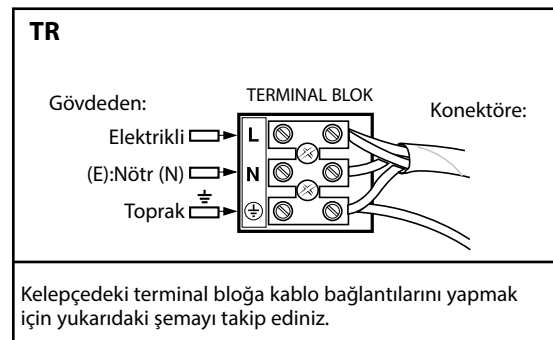 TR
TERMINAL BLOK
Gövdeden:
Konektöre:
Elektrikli
L
(E):Nötr (N)
N
Toprak
Kelepçedeki terminal bloğa kablo bağlantılarını yapmak
için yukarıdaki şemayı takip ediniz.